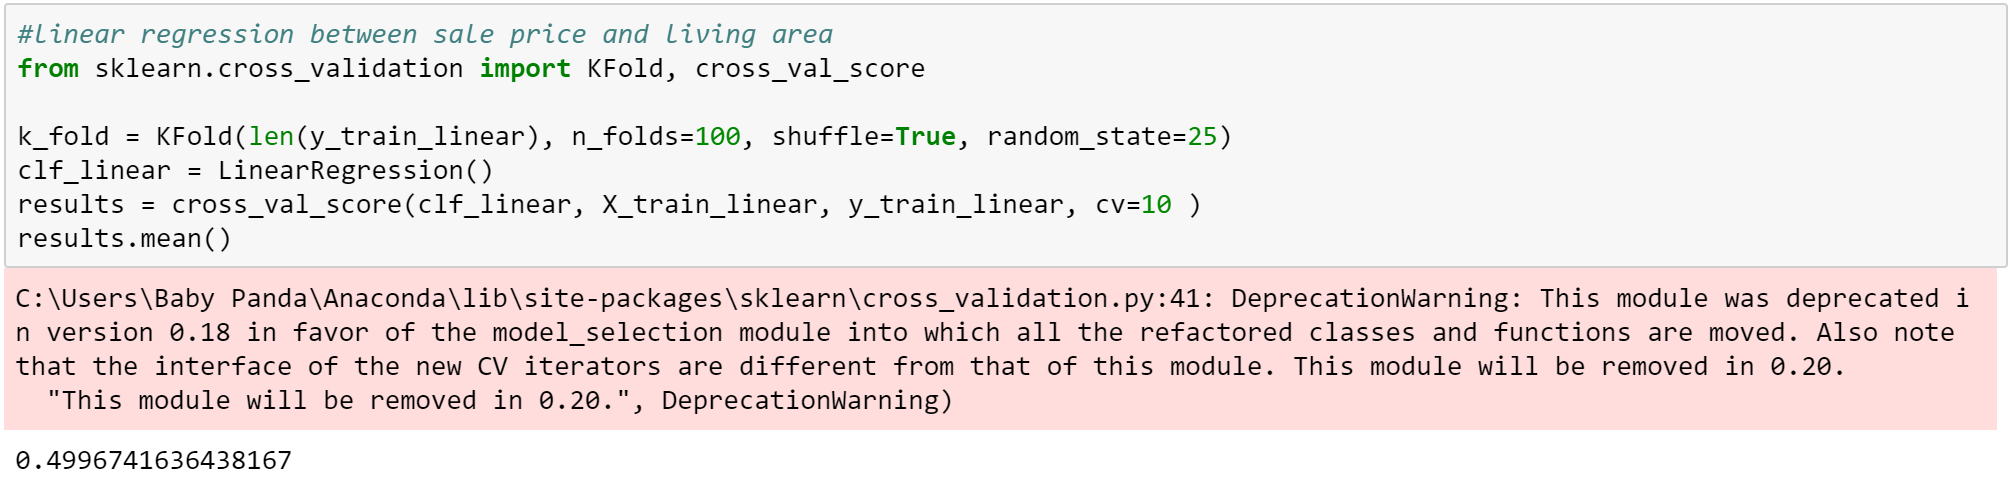 #linear regression between sale price and living area
from sklearn.cross_validation import KFold, cross_val_score
k_fold = KFold(len(y_train_linear), n_folds=100, shuffle=True, random_state=25)
clf_linear = LinearRegression()
results = cross_val_score(clf_linear, X_train_linear, y_train_linear, cv=10 )
results.mean()
C:\Users\Baby Panda\Anaconda\lib\site-packages\sklearn\cross_validation.py:41: DeprecationWarning: This module was deprecated i
n version 0.18 in favor of the model_selection module into which all the refactored classes and functions are moved. Also note
that the interface of the new CV iterators are different from that of this module. This module will be removed in 0.20.
  "This module will be removed in 0.20.", DeprecationWarning)
0.4996741636438167